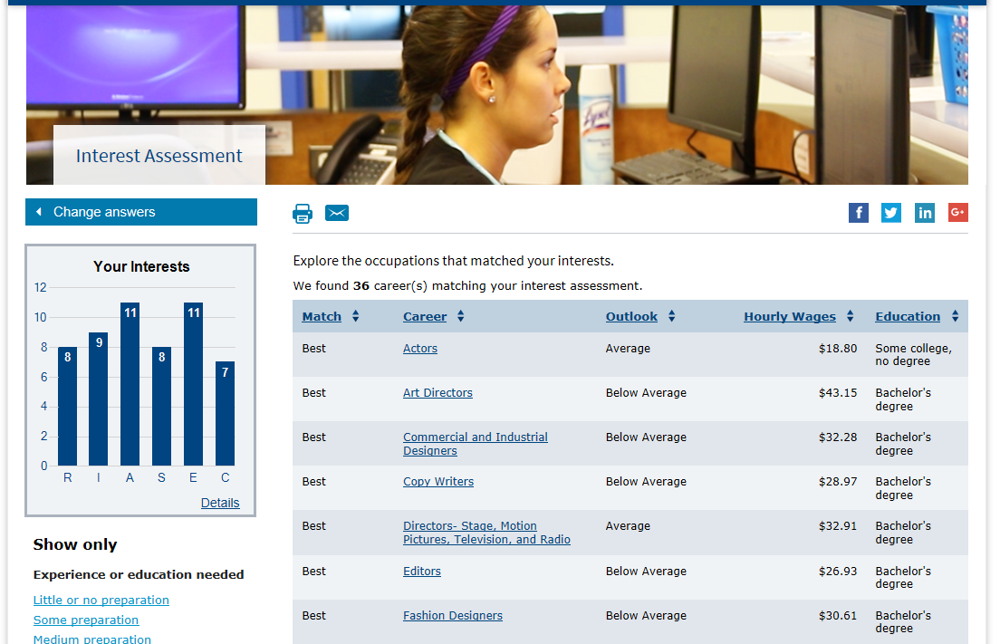 Lysol
Interest Assessment
Change answers
Your Interests
12
10
8
6
4
2
0
8
9
11
8
11
7
R I A S E C
Details
Show only
Experience or education needed
Little or no preparation
Some preparation
Medium preparation
f
in
G+
Explore the occupations that matched your interests.
We found 36 career(s) matching your interest assessment.
Match Career Outlook Hourly Wages Education
Best Actors Average $18.80 Some college,
no degree
Best Art Directors Below Average $43.15 Bachelor's
degree
Best Commercial and Industrial Below Average $32.28 Bachelor's
Designers degree
Best Copy Writers Below Average $28.97 Bachelor's
degree
Best Directors- Stage, Motion Average $32.91 Bachelor's
Pictures, Television, and Radio degree
Best Editors Below Average $26.93 Bachelor's
degree
Best Fashion Designers Below Average $30.61 Bachelor's
degree